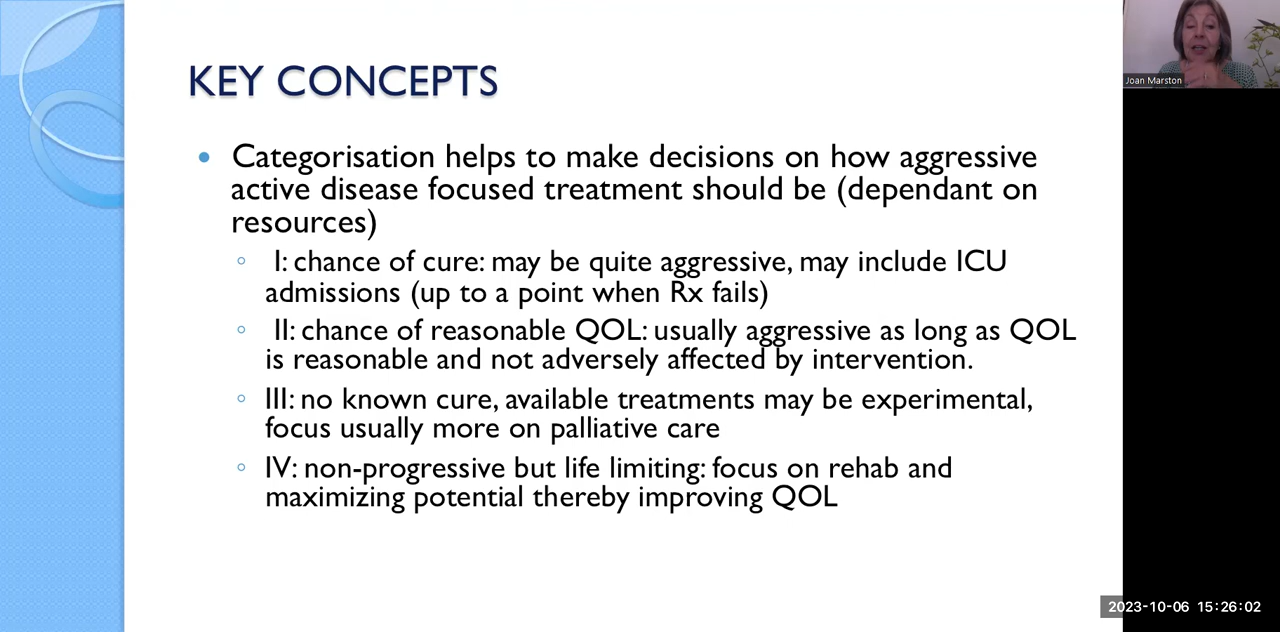 KEY CONCEPTS
Categorisation helps to make decisions on how aggressive
active disease focused treatment should be (dependant on
resources)
I: chance of cure: may be quite aggressive, may include ICU
admissions (up to a point when Rx fails)
II: chance of reasonable QOL: usually aggressive as long as QOL
is reasonable and not adversely affected by intervention.
III: no known cure, available treatments may be experimental,
focus usually more on palliative care
IV: non-progressive but life limiting: focus on rehab and
maximizing potential thereby improving QOL
Joan Marston
2023-10-06 15:26:02